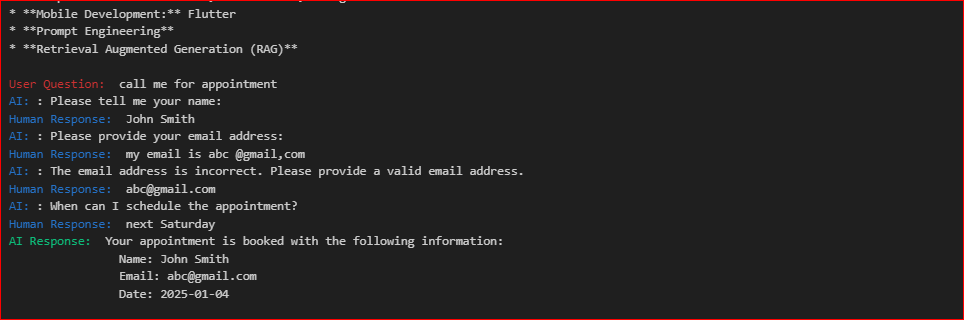 * **Mobile Development:** Flutter
* **Prompt Engineering**
* **Retrieval Augmented Generation (RAG)**
User Question:  call me for appointment
AI: : Please tell me your name:
Human Response:  John Smith
AI: : Please provide your email address:
Human Response:  my email is abc @gmail,com
AI: : The email address is incorrect. Please provide a valid email address.
Human Response:  abc@gmail.com
AI: : When can I schedule the appointment?
Human Response:  next Saturday
AI Response:  Your appointment is booked with the following information:
Name: John Smith
Email: abc@gmail.com
Date: 2025-01-04